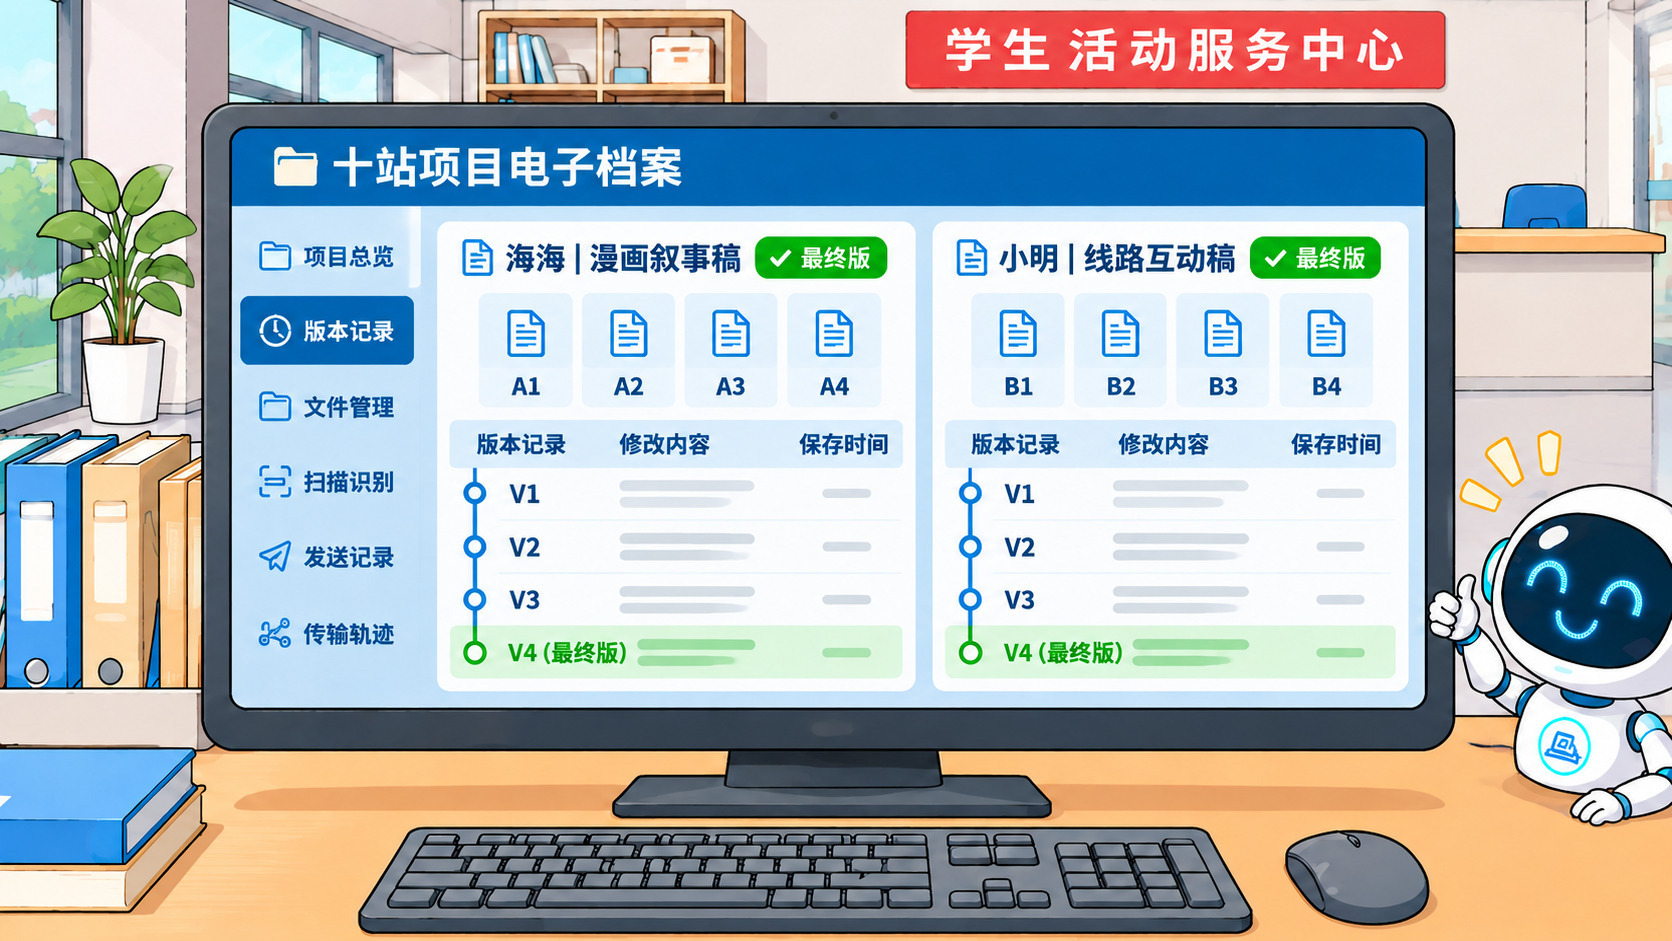 学生活动服务中心
十站项目电子档案
项目总览
版本记录
文件管理
扫描识别
发送记录
传输轨迹
海海 | 漫画叙事稿
最终版
A1 A2 A3 A4
版本记录 修改内容 保存时间
V1
V2
V3
V4 (最终版)
小明 | 线路互动稿
最终版
B1 B2 B3 B4
版本记录 修改内容 保存时间
V1
V2
V3
V4 (最终版)